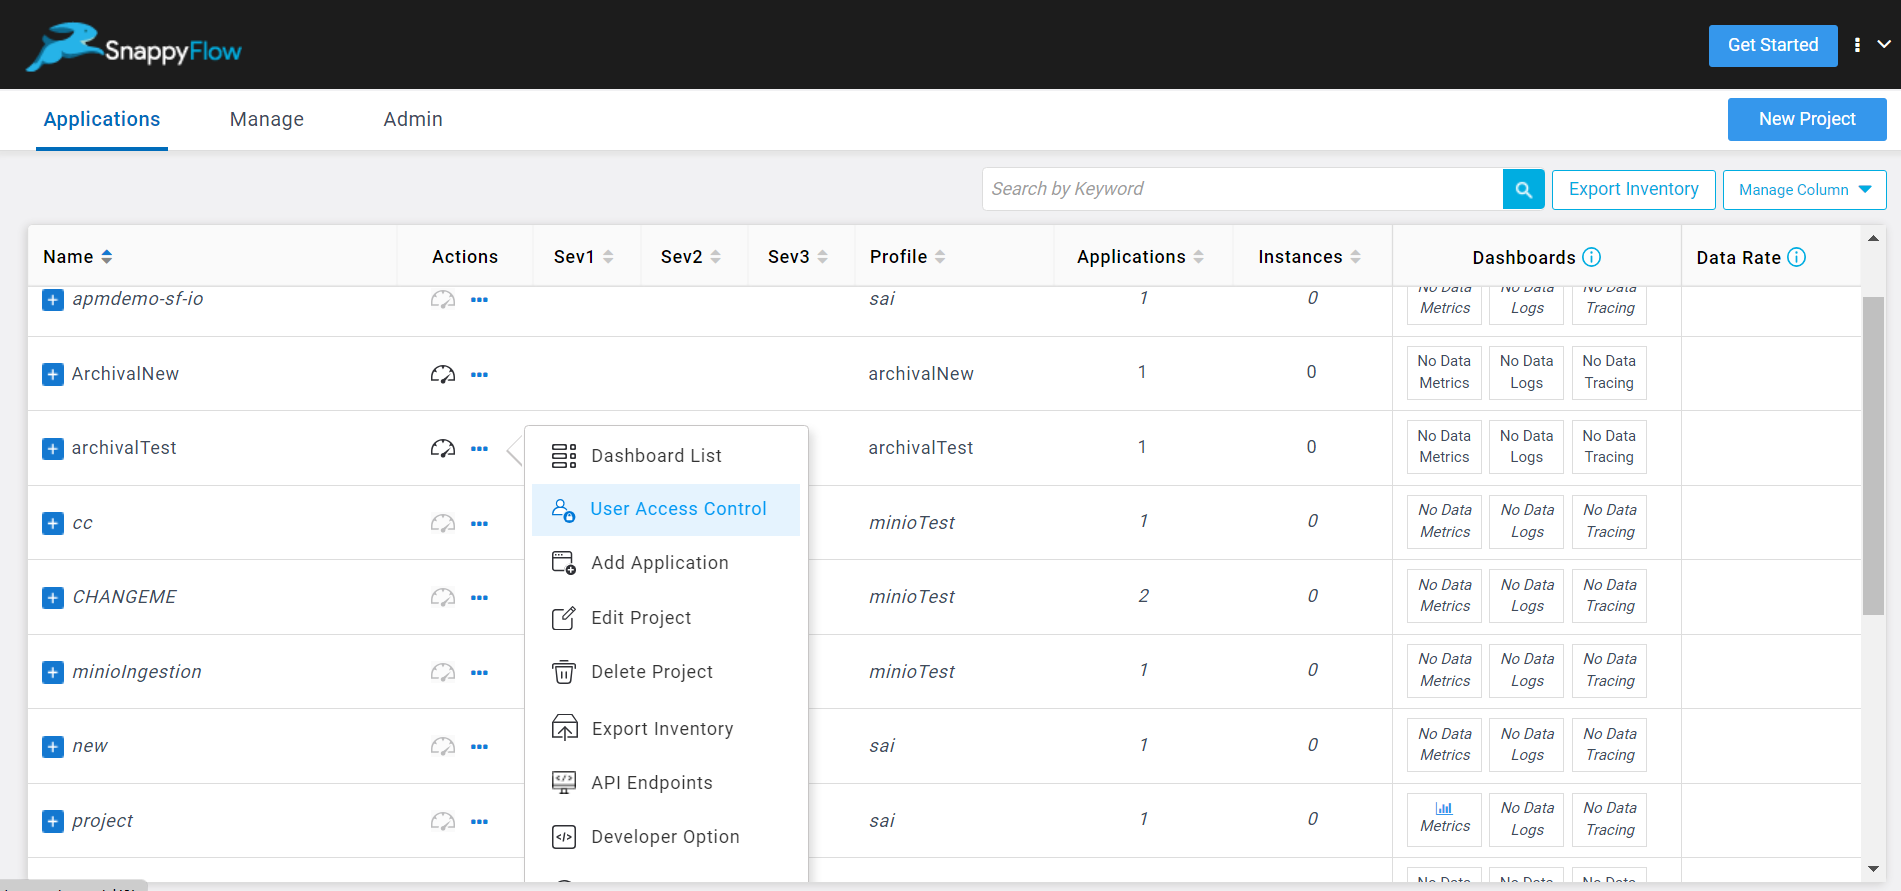 SnappyFlow
Get Started
Applications Manage Admin
New Project
Search by Keyword
Export Inventory
Manage Column
Name Actions Sev1 Sev2 Sev3 Profile Applications Instances Dashboards Data Rate
apmdemo-sf-io sai 1 0
No Data Metrics No Data Logs No Data Tracing
ArchivalNew archivalNew 1 0
No Data Metrics No Data Logs No Data Tracing
archivalTest archivalTest 1 0
No Data Metrics No Data Logs No Data Tracing
Dashboard List
User Access Control
Add Application
Edit Project
Delete Project
Export Inventory
API Endpoints
Developer Option
cc minioTest 1 0
No Data Metrics No Data Logs No Data Tracing
CHANGEME minioTest 2 0
No Data Metrics No Data Logs No Data Tracing
minioIngestion minioTest 1 0
No Data Metrics No Data Logs No Data Tracing
new sai 1 0
No Data Metrics No Data Logs No Data Tracing
project sai 1 0
Metrics No Data Logs No Data Tracing
No Data No Data No Data